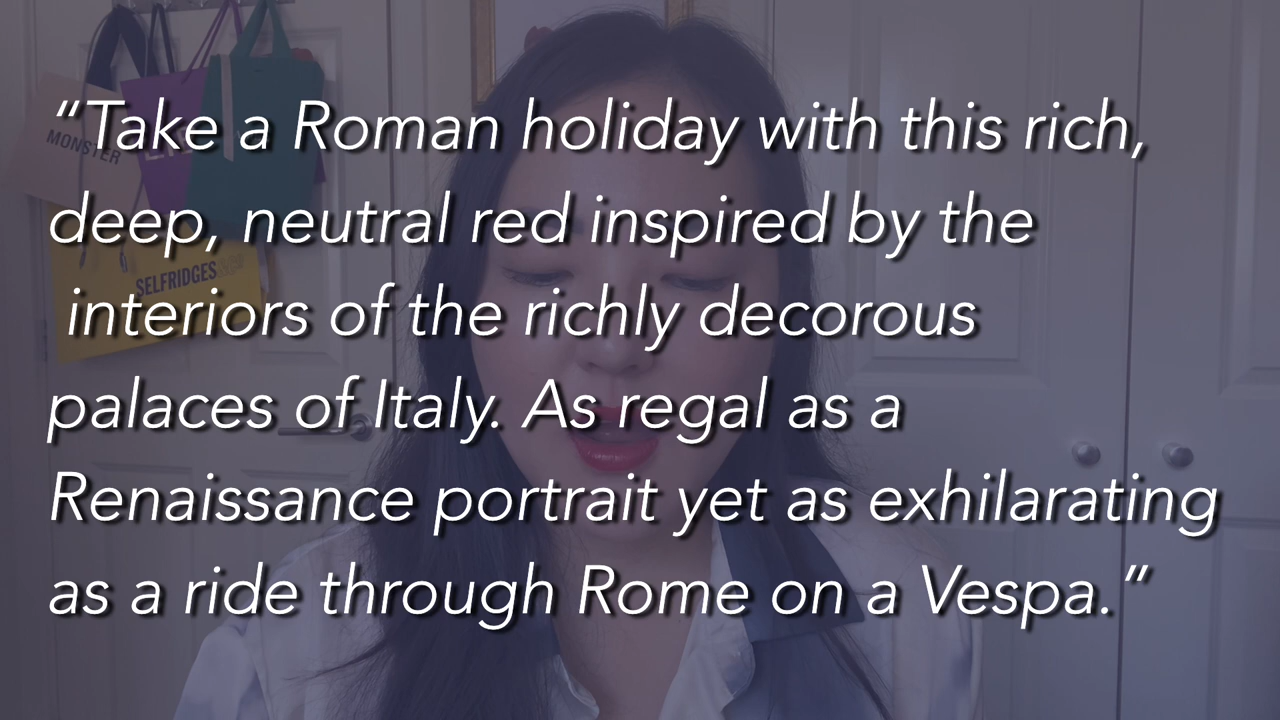 “Take a Roman holiday with this rich,
deep, neutral red inspired by the
interiors of the richly decorous
palaces of Italy. As regal as a
Renaissance portrait yet as exhilarating
as a ride through Rome on a Vespa.”
MONSTER
SELFRIDGES